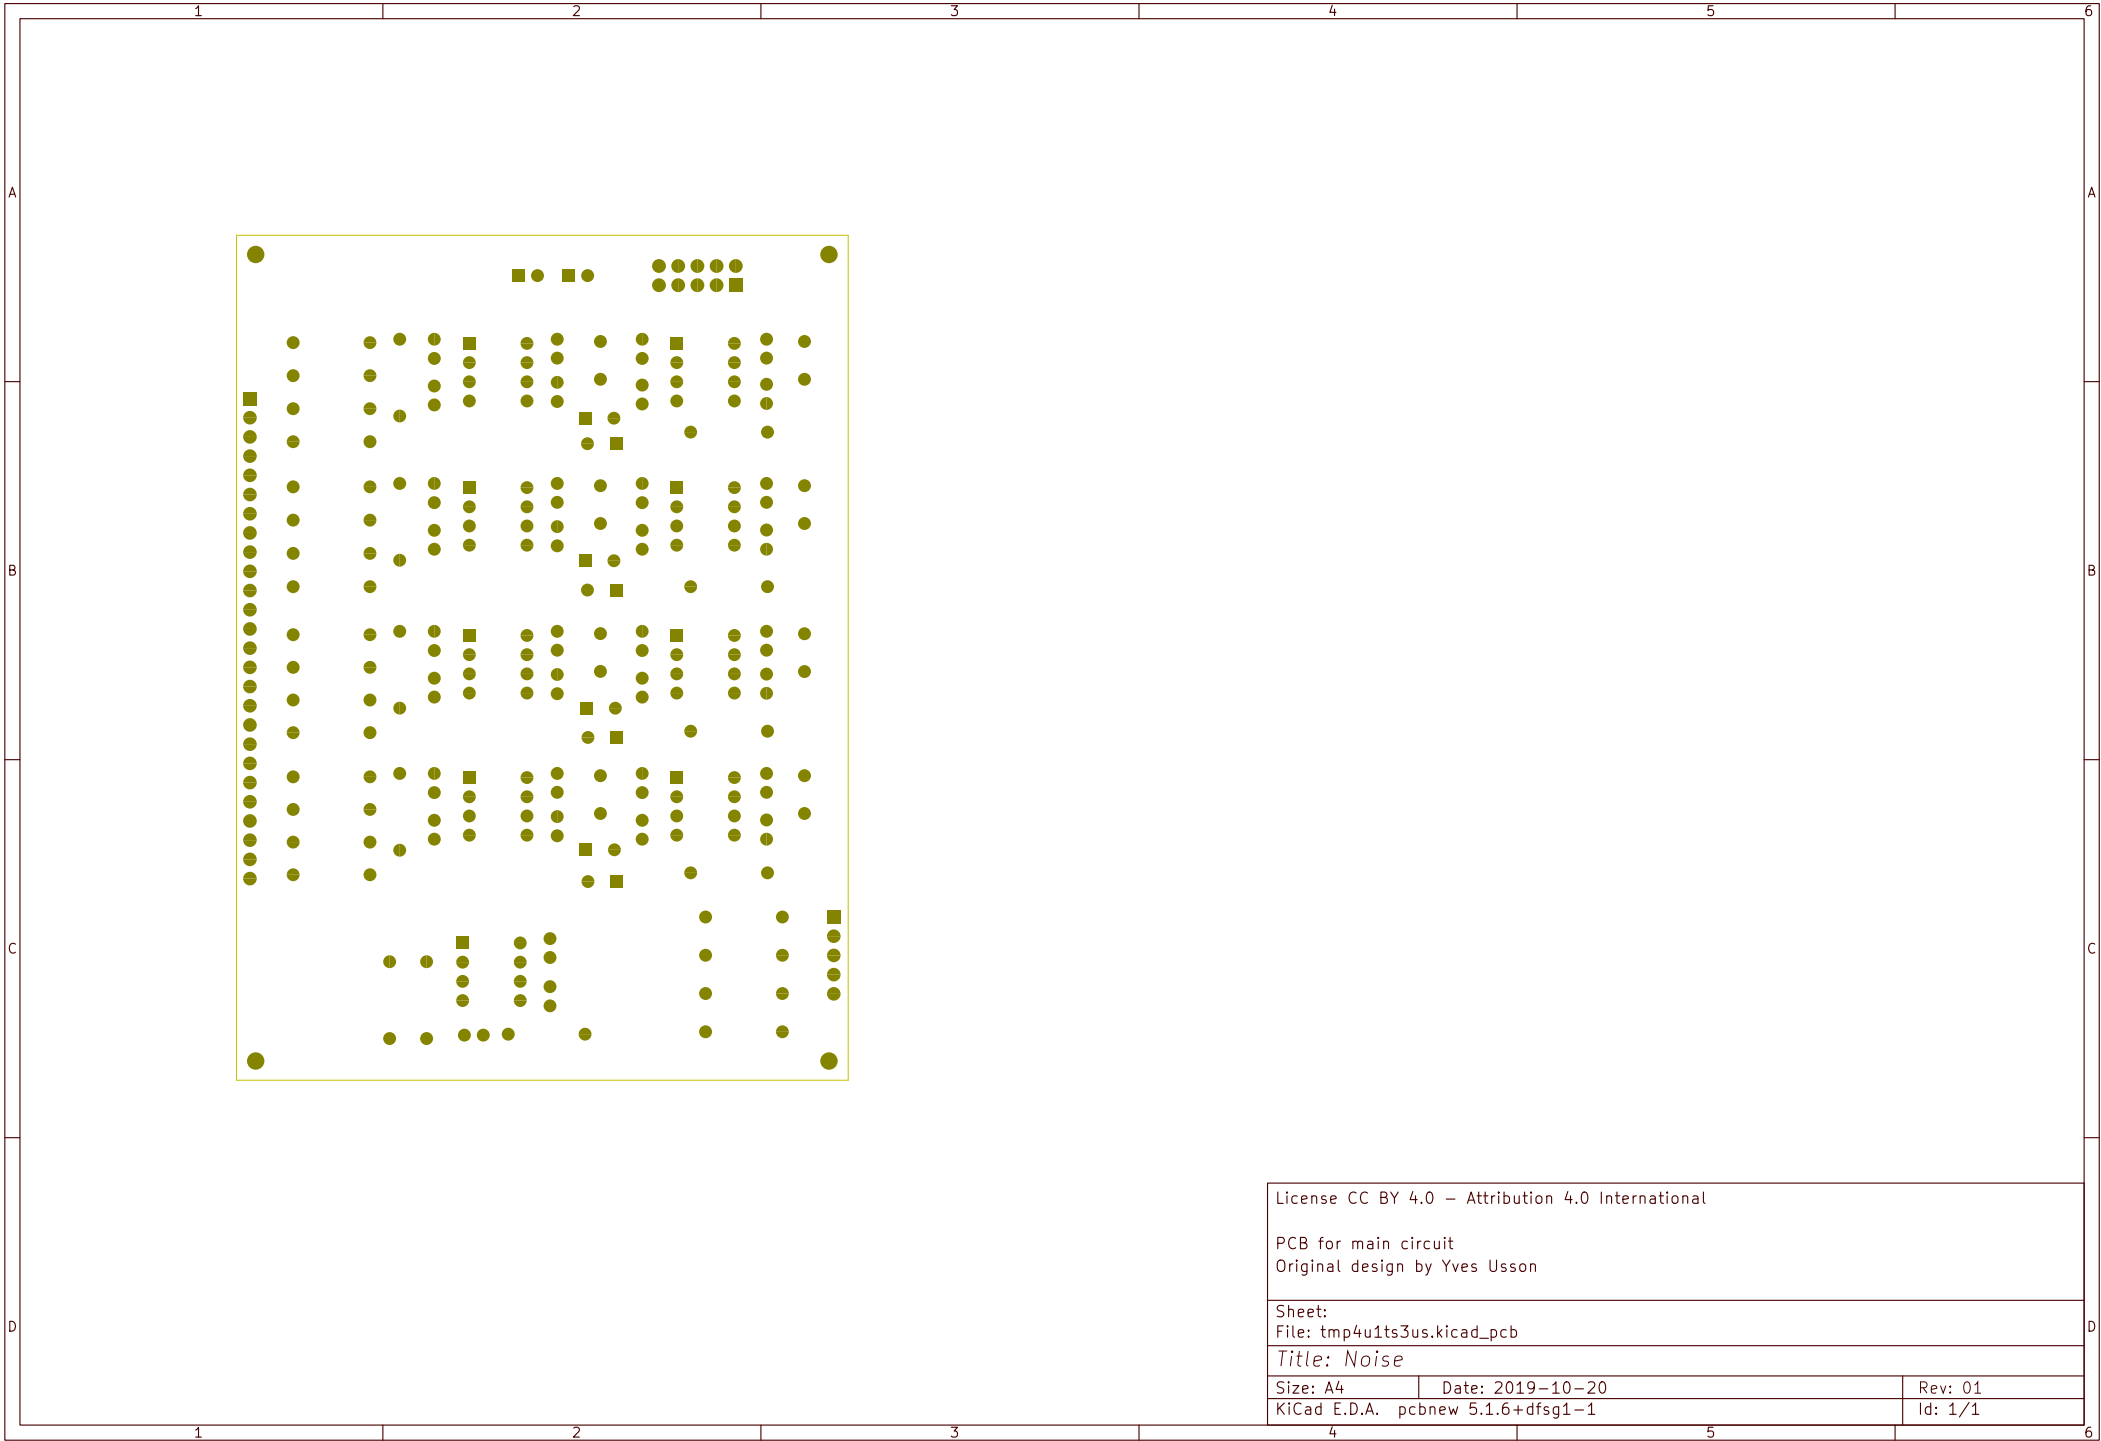 1 2 3 4 5 6
A A
B B
C C
D D
License CC BY 4.0 – Attribution 4.0 International
PCB for main circuit
Original design by Yves Usson
Sheet:
File: tmp4u1ts3us.kicad_pcb
Title: Noise
Size: A4 Date: 2019-10-20 Rev: 01
KiCad E.D.A. pcbnew 5.1.6+dfsg1-1 Id: 1/1
1 2 3 4 5 6